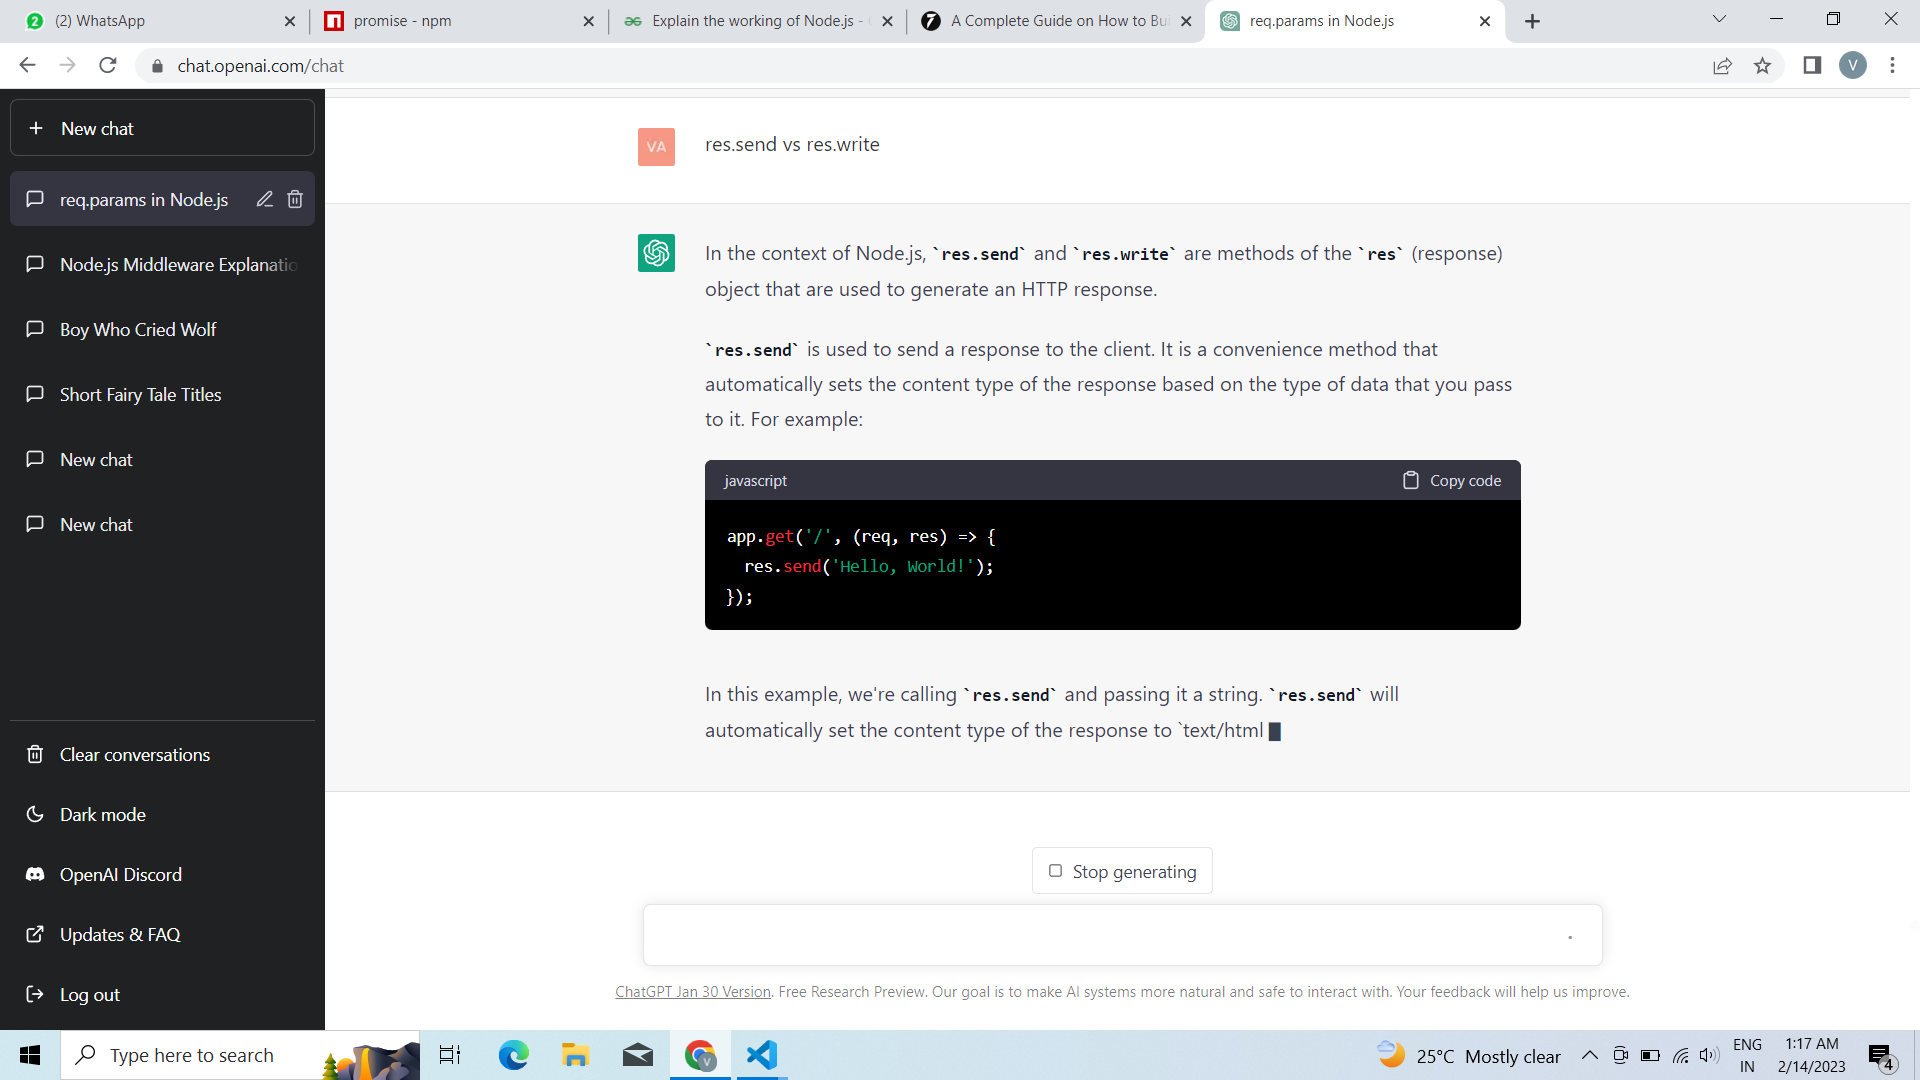 (2) WhatsApp
promise - npm
Explain the working of Node.js -
A Complete Guide on How to Bu
req.params in Node.js
chat.openai.com/chat
V
New chat
req.params in Node.js
Node.js Middleware Explanatio
Boy Who Cried Wolf
Short Fairy Tale Titles
New chat
New chat
Clear conversations
Dark mode
OpenAI Discord
Updates & FAQ
Log out
VA
res.send vs res.write
In the context of Node.js, `res.send` and `res.write` are methods of the `res` (response)
object that are used to generate an HTTP response.
`res.send` is used to send a response to the client. It is a convenience method that
automatically sets the content type of the response based on the type of data that you pass
to it. For example:
javascript
Copy code
app.get('/', (req, res) => {
res.send('Hello, World!');
});
In this example, we're calling `res.send` and passing it a string. `res.send` will
automatically set the content type of the response to `text/html
Stop generating
ChatGPT Jan 30 Version. Free Research Preview. Our goal is to make AI systems more natural and safe to interact with. Your feedback will help us improve.
Type here to search
V
25°C Mostly clear
ENG
IN
1:17 AM
2/14/2023
4